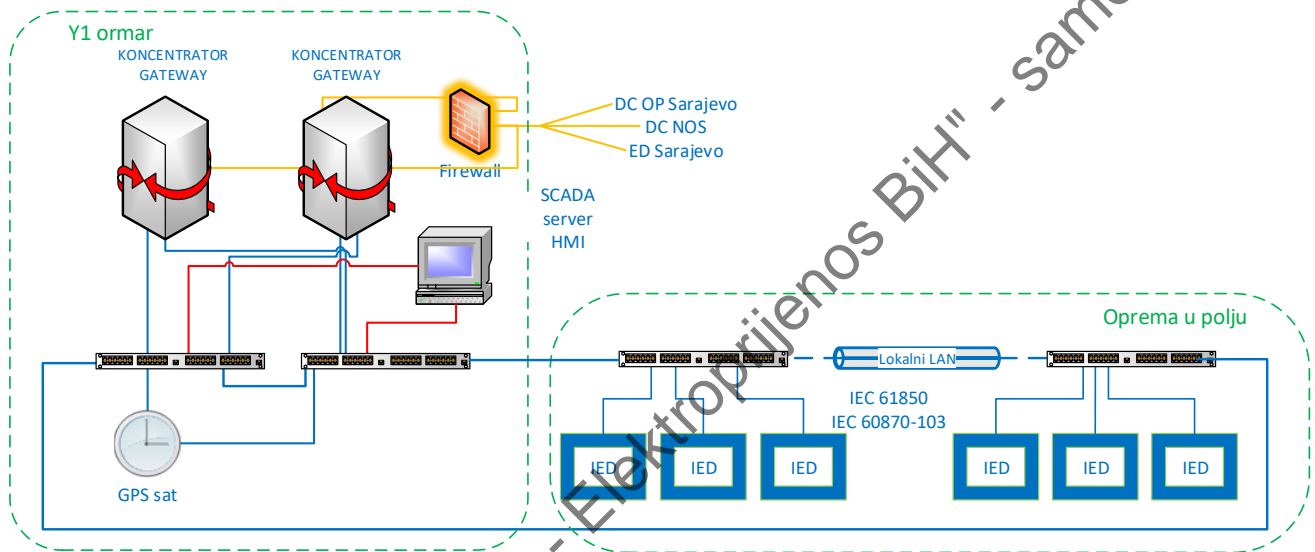 Y1 ormar
KONCENTRATOR
GATEWAY
KONCENTRATOR
GATEWAY
Firewall
DC OP Sarajevo
DC NOS
ED Sarajevo
SCADA
server
HMI
GPS sat
Oprema u polju
Lokalni LAN
IEC 61850
IEC 60870-103
IED
IED
IED
IED
IED
IED
- Elektroprijenos BiH" - samo